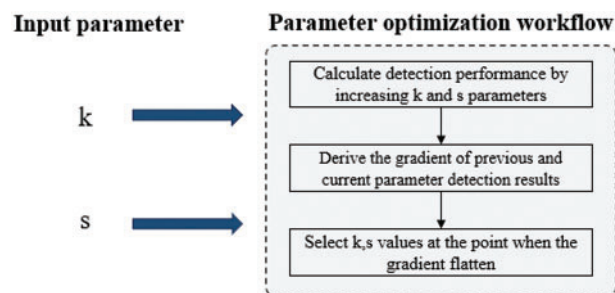 Input parameter
Parameter optimization workflow
k
s
Calculate detection performance by
increasing k and s parameters
Derive the gradient of previous and
current parameter detection results
Select k,s values at the point when the
gradient flatten